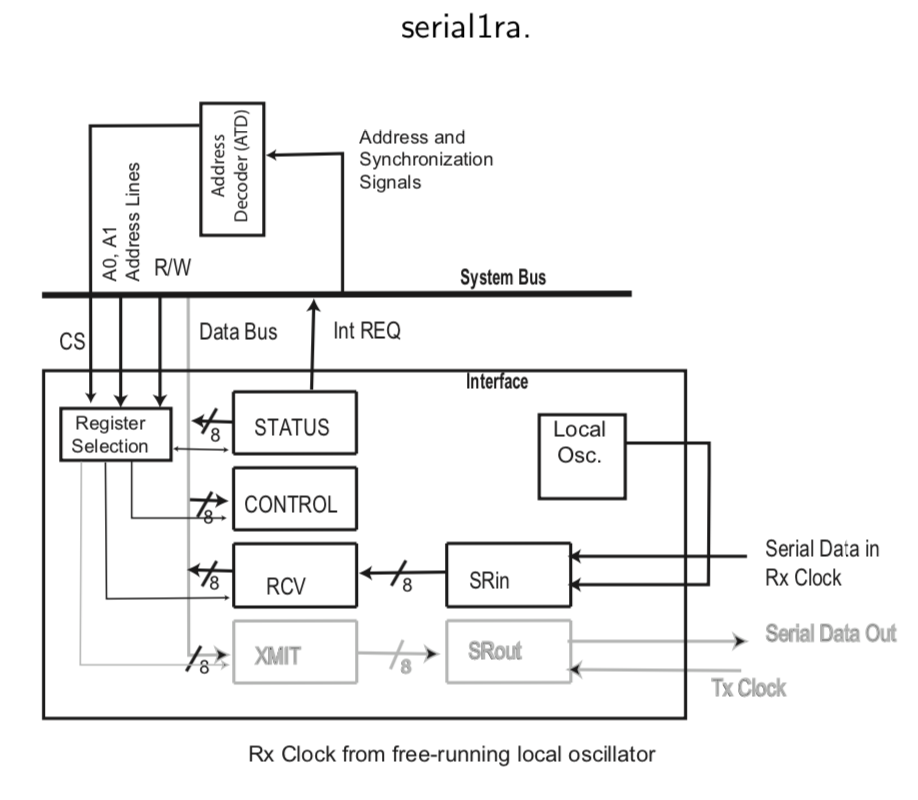 serial1ra.
Address
Decoder (ATD)
Address and
Synchronization
Signals
A0, A1
Address Lines
R/W
System Bus
CS
Data Bus
Int REQ
Interface
Register
Selection
8
STATUS
Local
Osc.
8
CONTROL
8
RCV
8
SRin
Serial Data in
Rx Clock
8
XMIT
8
SRout
Serial Data Out
Tx Clock
Rx Clock from free-running local oscillator